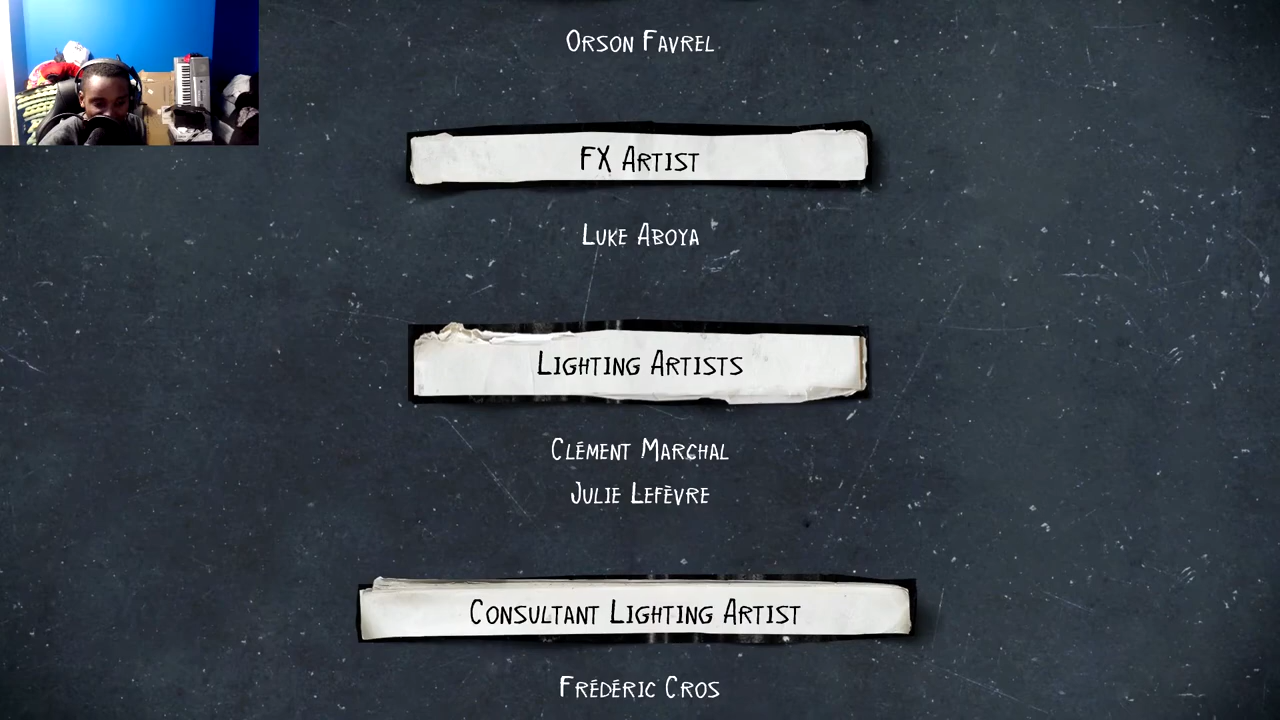 Orson Favrel
FX Artist
Luke Aboya
Lighting Artists
Clément Marchal
Julie Lefèvre
Consultant Lighting Artist
Frédéric Cros